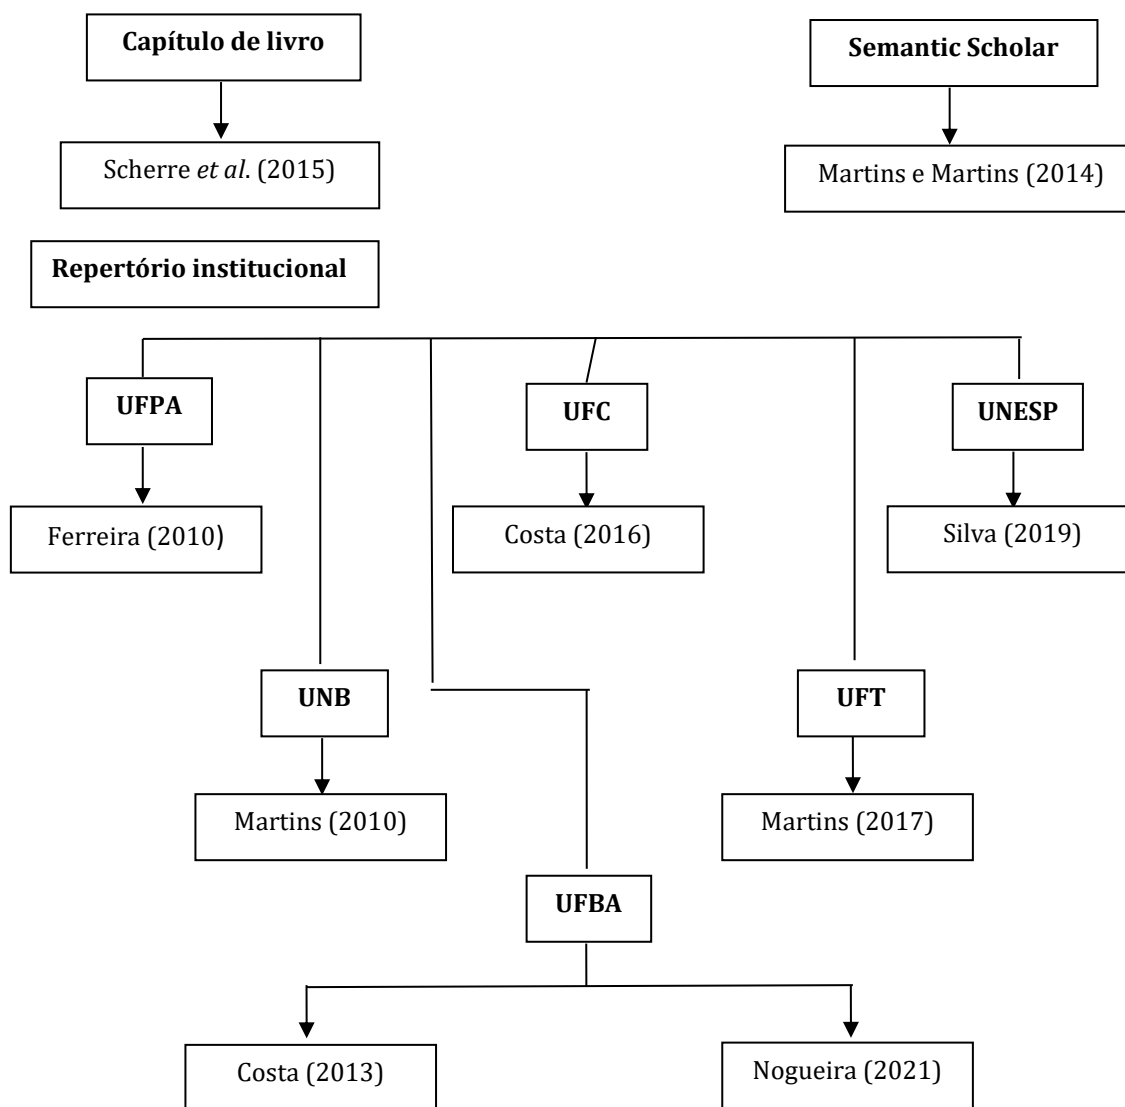 Capítulo de livro
Semantic Scholar
Scherre et al. (2015)
Martins e Martins (2014)
Repertório institucional
UFPA
UFC
UNESP
Ferreira (2010)
Costa (2016)
Silva (2019)
UNB
UFT
Martins (2010)
Martins (2017)
UFBA
Costa (2013)
Nogueira (2021)